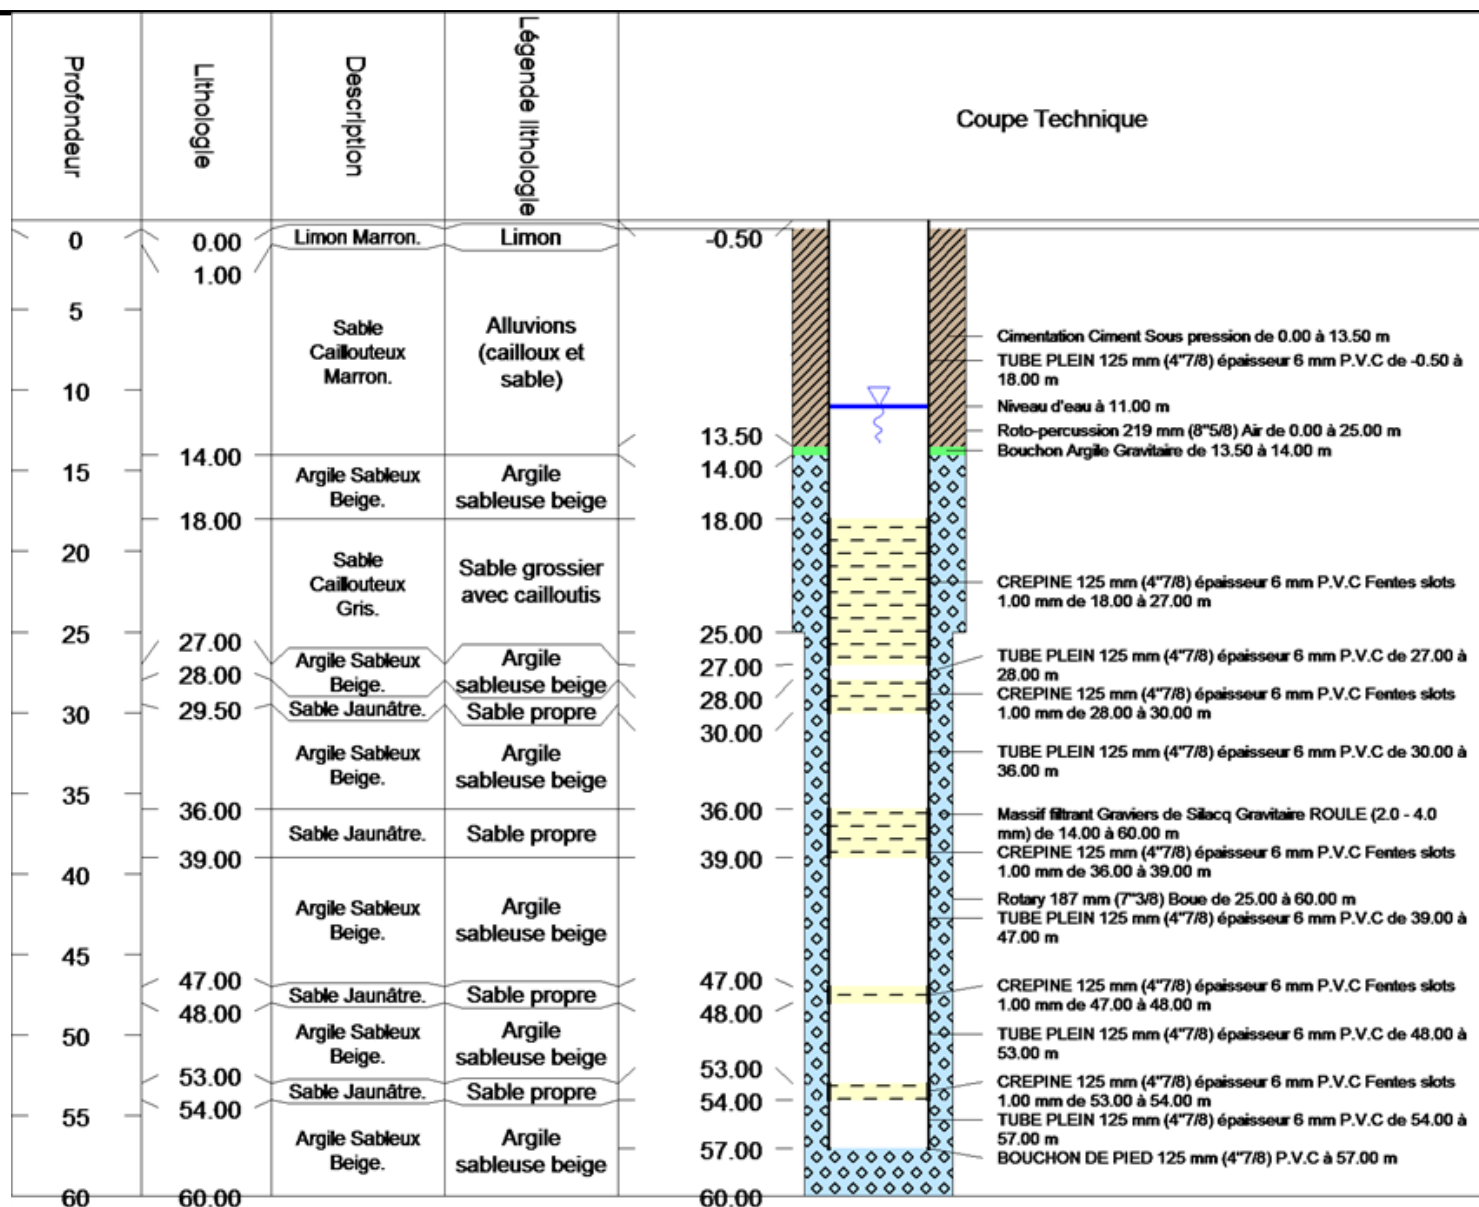 Profondeur
Lithologie
Description
Légende lithologie
Coupe Technique
0
5
10
15
20
25
30
35
40
45
50
55
60
0.00
1.00
14.00
18.00
27.00
28.00
29.50
36.00
39.00
47.00
48.00
53.00
54.00
60.00
Limon Marron.
Sable
Caillouteux
Marron.
Argile Sableux
Beige.
Sable
Caillouteux
Gris.
Argile Sableux
Beige.
Sable Jaunâtre.
Argile Sableux
Beige.
Sable Jaunâtre.
Argile Sableux
Beige.
Sable Jaunâtre.
Argile Sableux
Beige.
Sable Jaunâtre.
Argile Sableux
Beige.
Limon
Alluvions
(cailloux et
sable)
Argile
sableuse beige
Sable grossier
avec cailloutis
Argile
sableuse beige
Sable propre
Argile
sableuse beige
Sable propre
Argile
sableuse beige
Sable propre
Argile
sableuse beige
Sable propre
Argile
sableuse beige
-0.50
13.50
14.00
18.00
25.00
27.00
28.00
30.00
36.00
39.00
47.00
48.00
53.00
54.00
57.00
60.00
Cimentation Ciment Sous pression de 0.00 à 13.50 m
TUBE PLEIN 125 mm (4"7/8) épaisseur 6 mm P.V.C de -0.50 à
18.00 m
Niveau d'eau à 11.00 m
Roto-percussion 219 mm (8"5/8) Air de 0.00 à 25.00 m
Bouchon Argile Gravitaire de 13.50 à 14.00 m
CREPINE 125 mm (4"7/8) épaisseur 6 mm P.V.C Fentes slots
1.00 mm de 18.00 à 27.00 m
TUBE PLEIN 125 mm (4"7/8) épaisseur 6 mm P.V.C de 27.00 à
28.00 m
CREPINE 125 mm (4"7/8) épaisseur 6 mm P.V.C Fentes slots
1.00 mm de 28.00 à 30.00 m
TUBE PLEIN 125 mm (4"7/8) épaisseur 6 mm P.V.C de 30.00 à
36.00 m
Massif filtrant Graviers de Silacq Gravitaire ROULE (2.0 - 4.0
mm) de 14.00 à 60.00 m
CREPINE 125 mm (4"7/8) épaisseur 6 mm P.V.C Fentes slots
1.00 mm de 36.00 à 39.00 m
Rotary 187 mm (7"3/8) Boue de 25.00 à 60.00 m
TUBE PLEIN 125 mm (4"7/8) épaisseur 6 mm P.V.C de 39.00 à
47.00 m
CREPINE 125 mm (4"7/8) épaisseur 6 mm P.V.C Fentes slots
1.00 mm de 47.00 à 48.00 m
TUBE PLEIN 125 mm (4"7/8) épaisseur 6 mm P.V.C de 48.00 à
53.00 m
CREPINE 125 mm (4"7/8) épaisseur 6 mm P.V.C Fentes slots
1.00 mm de 53.00 à 54.00 m
TUBE PLEIN 125 mm (4"7/8) épaisseur 6 mm P.V.C de 54.00 à
57.00 m
BOUCHON DE PIED 125 mm (4"7/8) P.V.C à 57.00 m